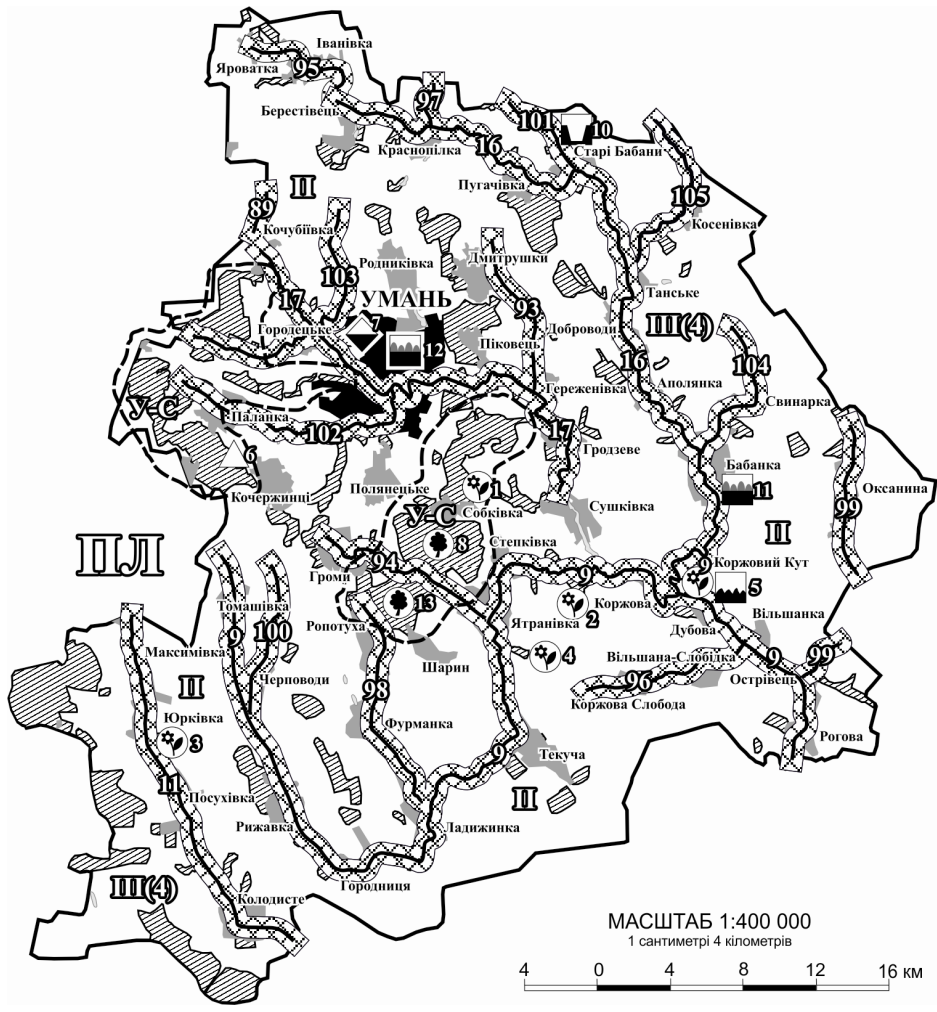 Іванівка
Яроватка
95
Берестівець
97
101
10
Краснопілка
16
Старі Бабани
Пугачівка
II
89
105
Косенівка
Кочубіївка
Родниківка
Дмитрушки
103
17
УМАНЬ
Танське
93
Городецьке
7
12
Піковець
Доброводи
III(4)
16
104
Аполянка
Гереженівка
Свинарка
У-С
Паланка
102
17
Гродзеве
6
Бабанка
11
Кочержинці
Полянецьке
1
Собківка
Сушківка
Оксанина
99
У-С
II
8
Степківка
ПЛ
94
Громи
9
9
Коржовий Кут
5
13
Томашівка
Ропотуха
2
Коржова
Ятранівка
Вільшанка
9
100
Дубова
Максимівка
Шарин
4
Вільшана-Слобідка
9
99
Черповоди
98
96
Острівець
II
Коржова Слобода
Юрківка
3
Фурманка
Рогова
9
Текуча
11
Посухівка
II
Рижавка
Ладижинка
III(4)
Городниця
Колодисте
МАСШТАБ 1:400 000
1 сантиметрі 4 кілометрів
4 0 4 8 12 16 км